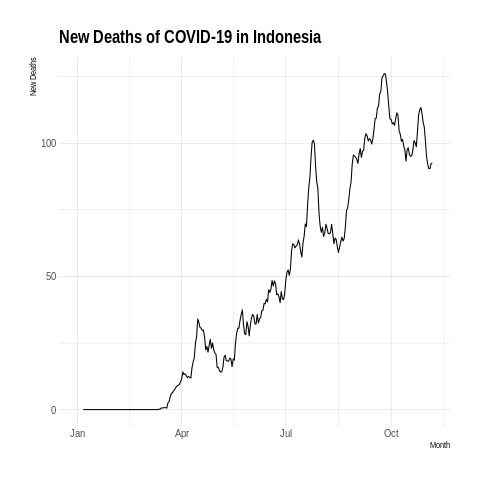 New Deaths of COVID-19 in Indonesia
New Deaths
100
50
0
Jan Apr Jul Oct
Month